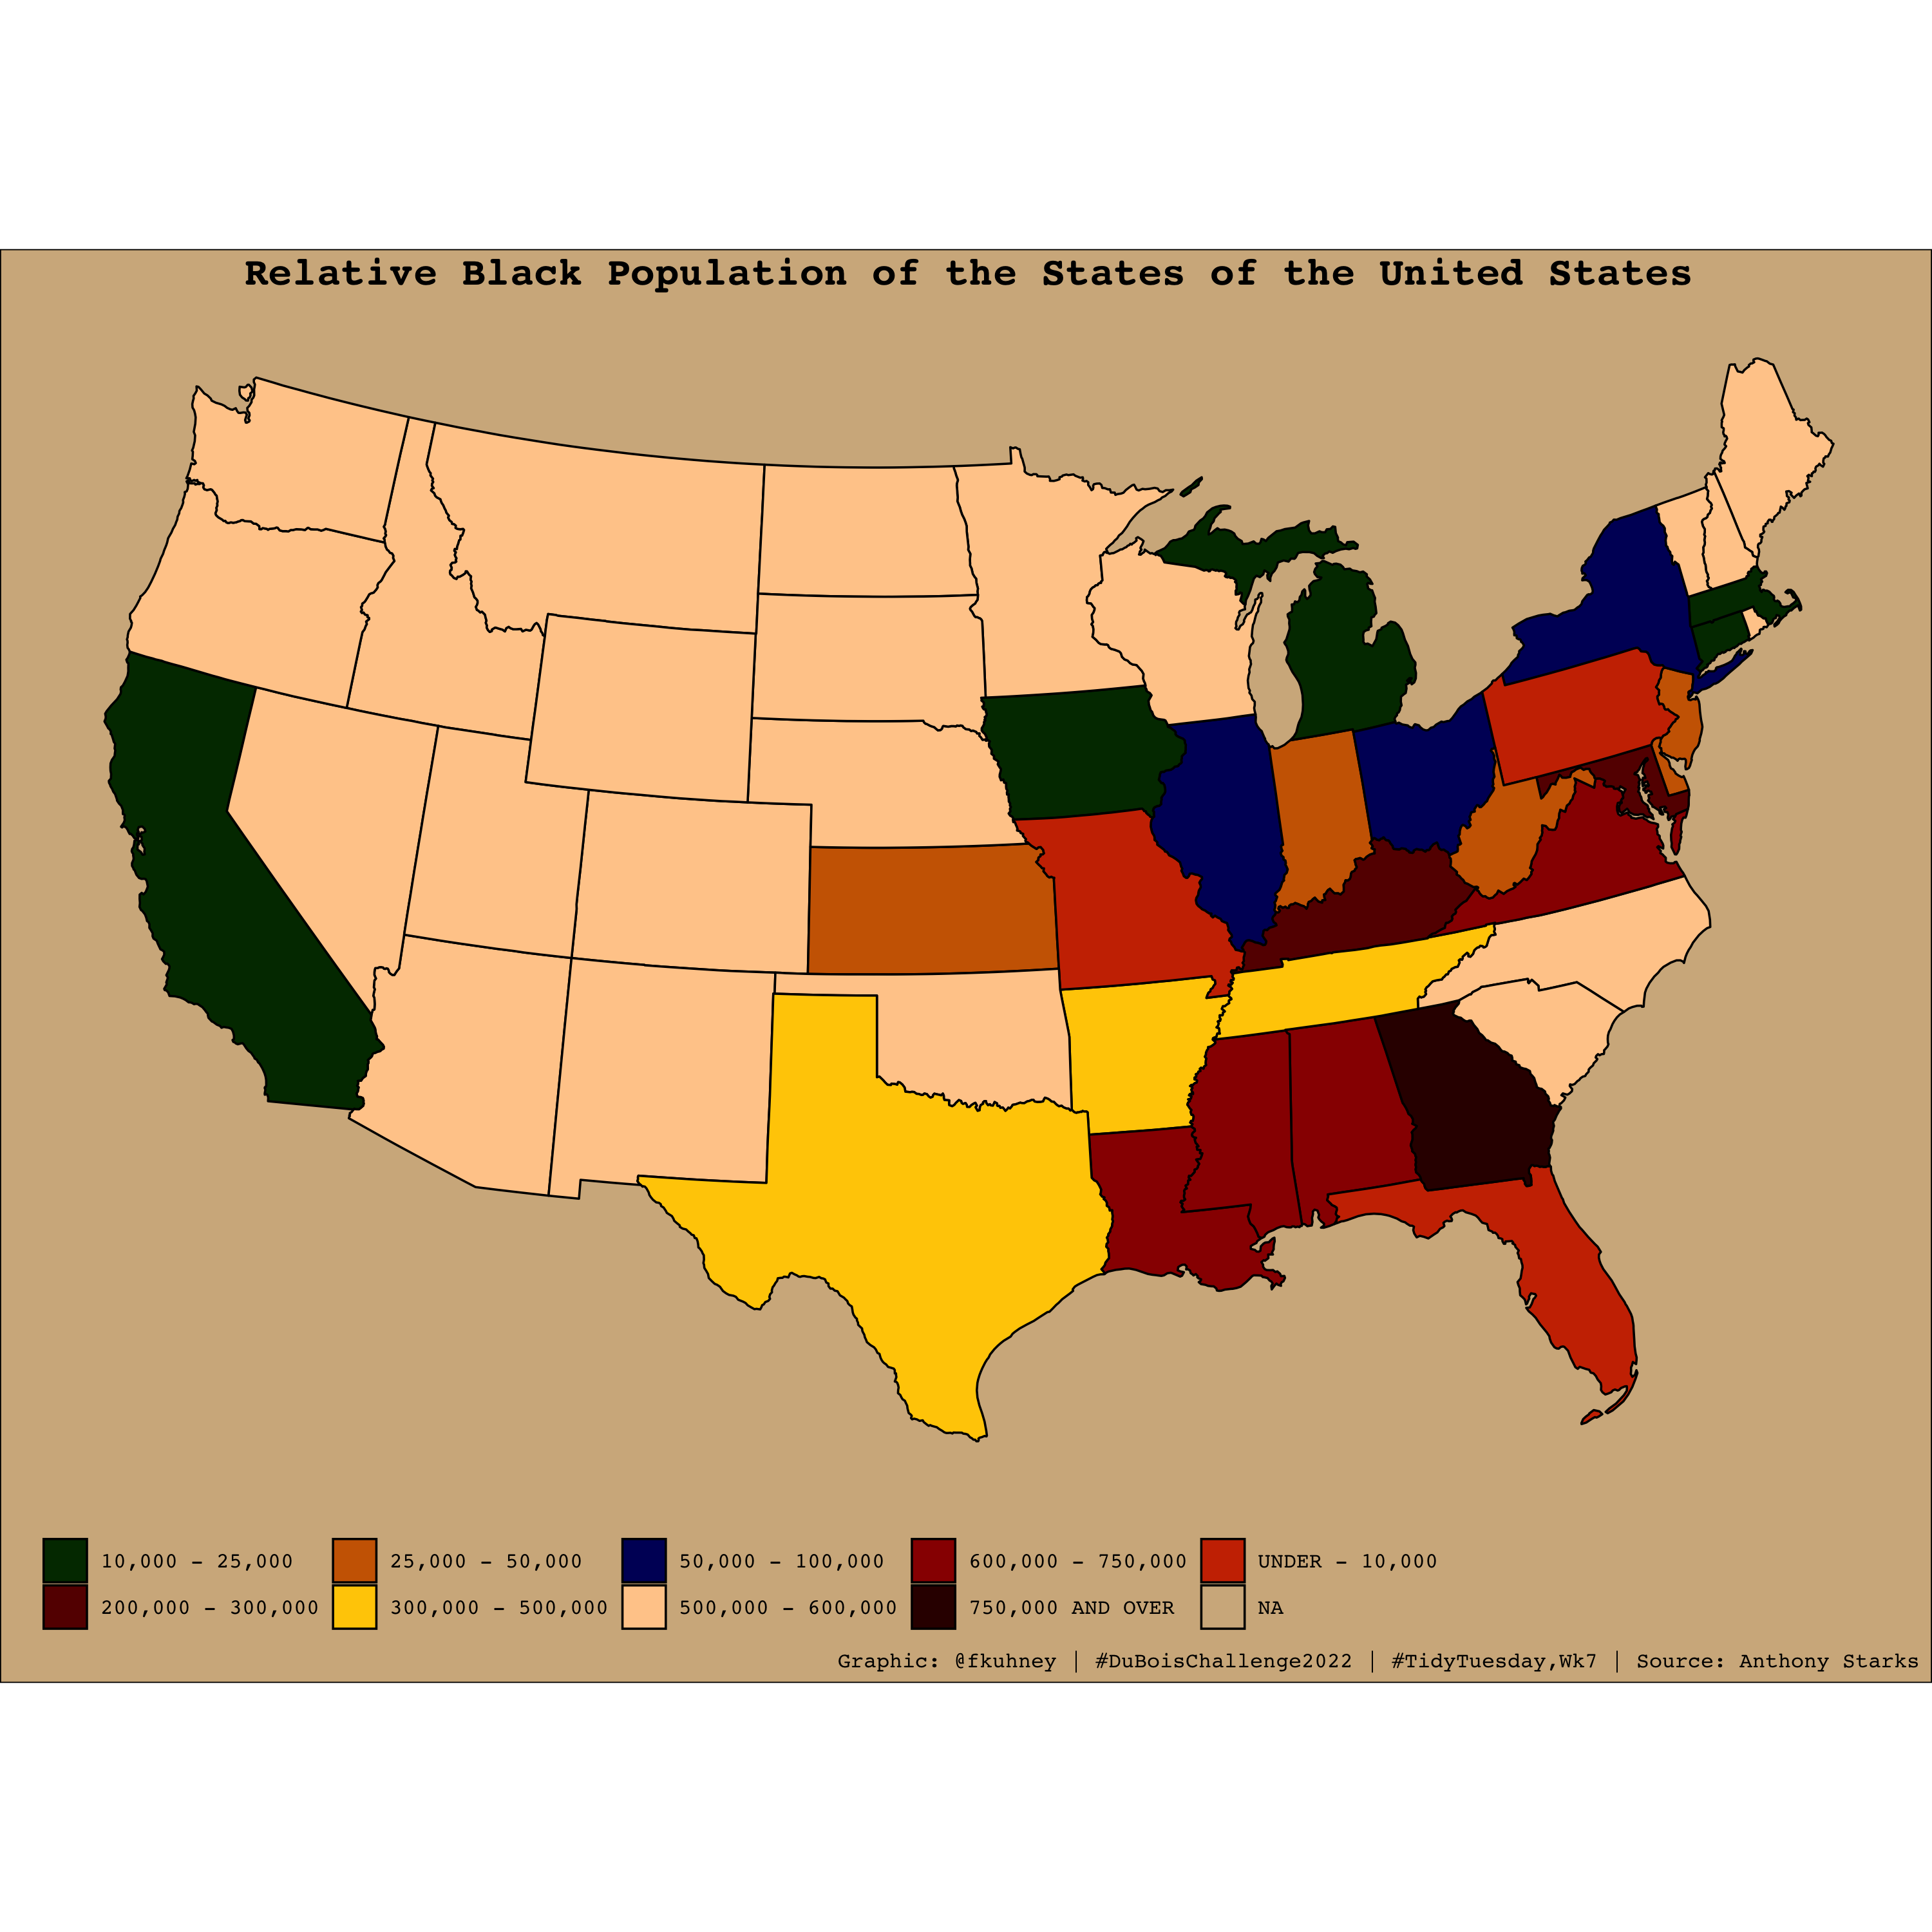 Relative Black Population of the States of the United States
10,000 - 25,000 25,000 - 50,000 50,000 - 100,000 600,000 - 750,000 UNDER - 10,000
200,000 - 300,000 300,000 - 500,000 500,000 - 600,000 750,000 AND OVER NA
Graphic: @fkuhney | #DuBoisChallenge2022 | #TidyTuesday,Wk7 | Source: Anthony Starks